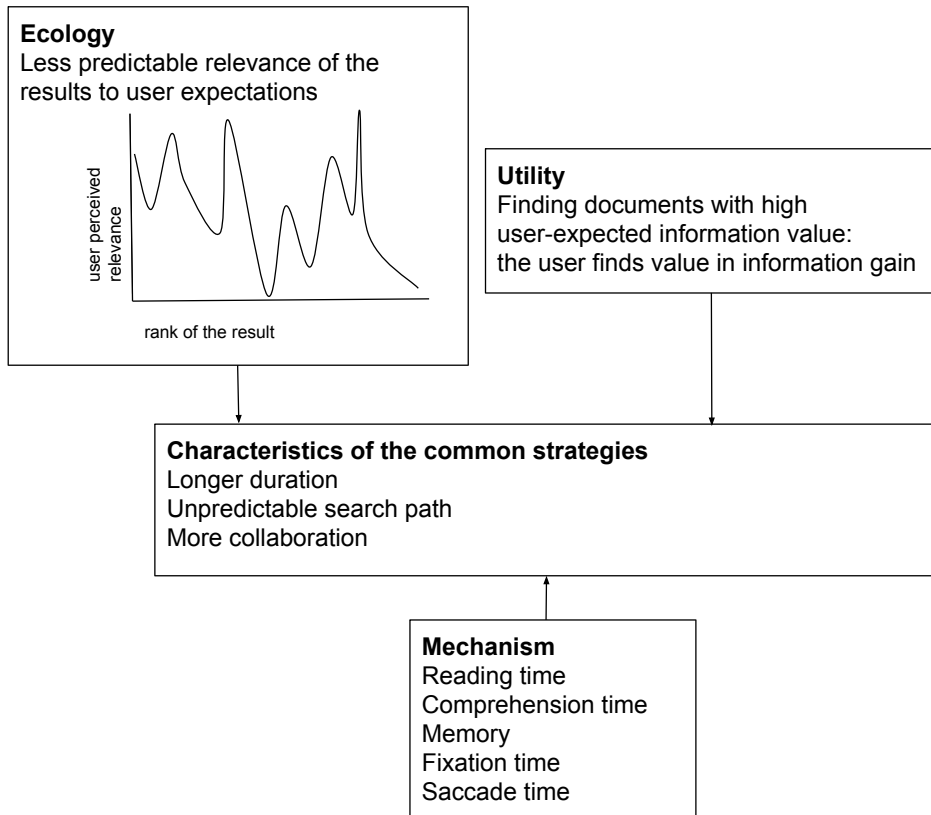 Ecology
Less predictable relevance of the
results to user expectations
user perceived
relevance
rank of the result
Utility
Finding documents with high
user-expected information value:
the user finds value in information gain
Characteristics of the common strategies
Longer duration
Unpredictable search path
More collaboration
Mechanism
Reading time
Comprehension time
Memory
Fixation time
Saccade time